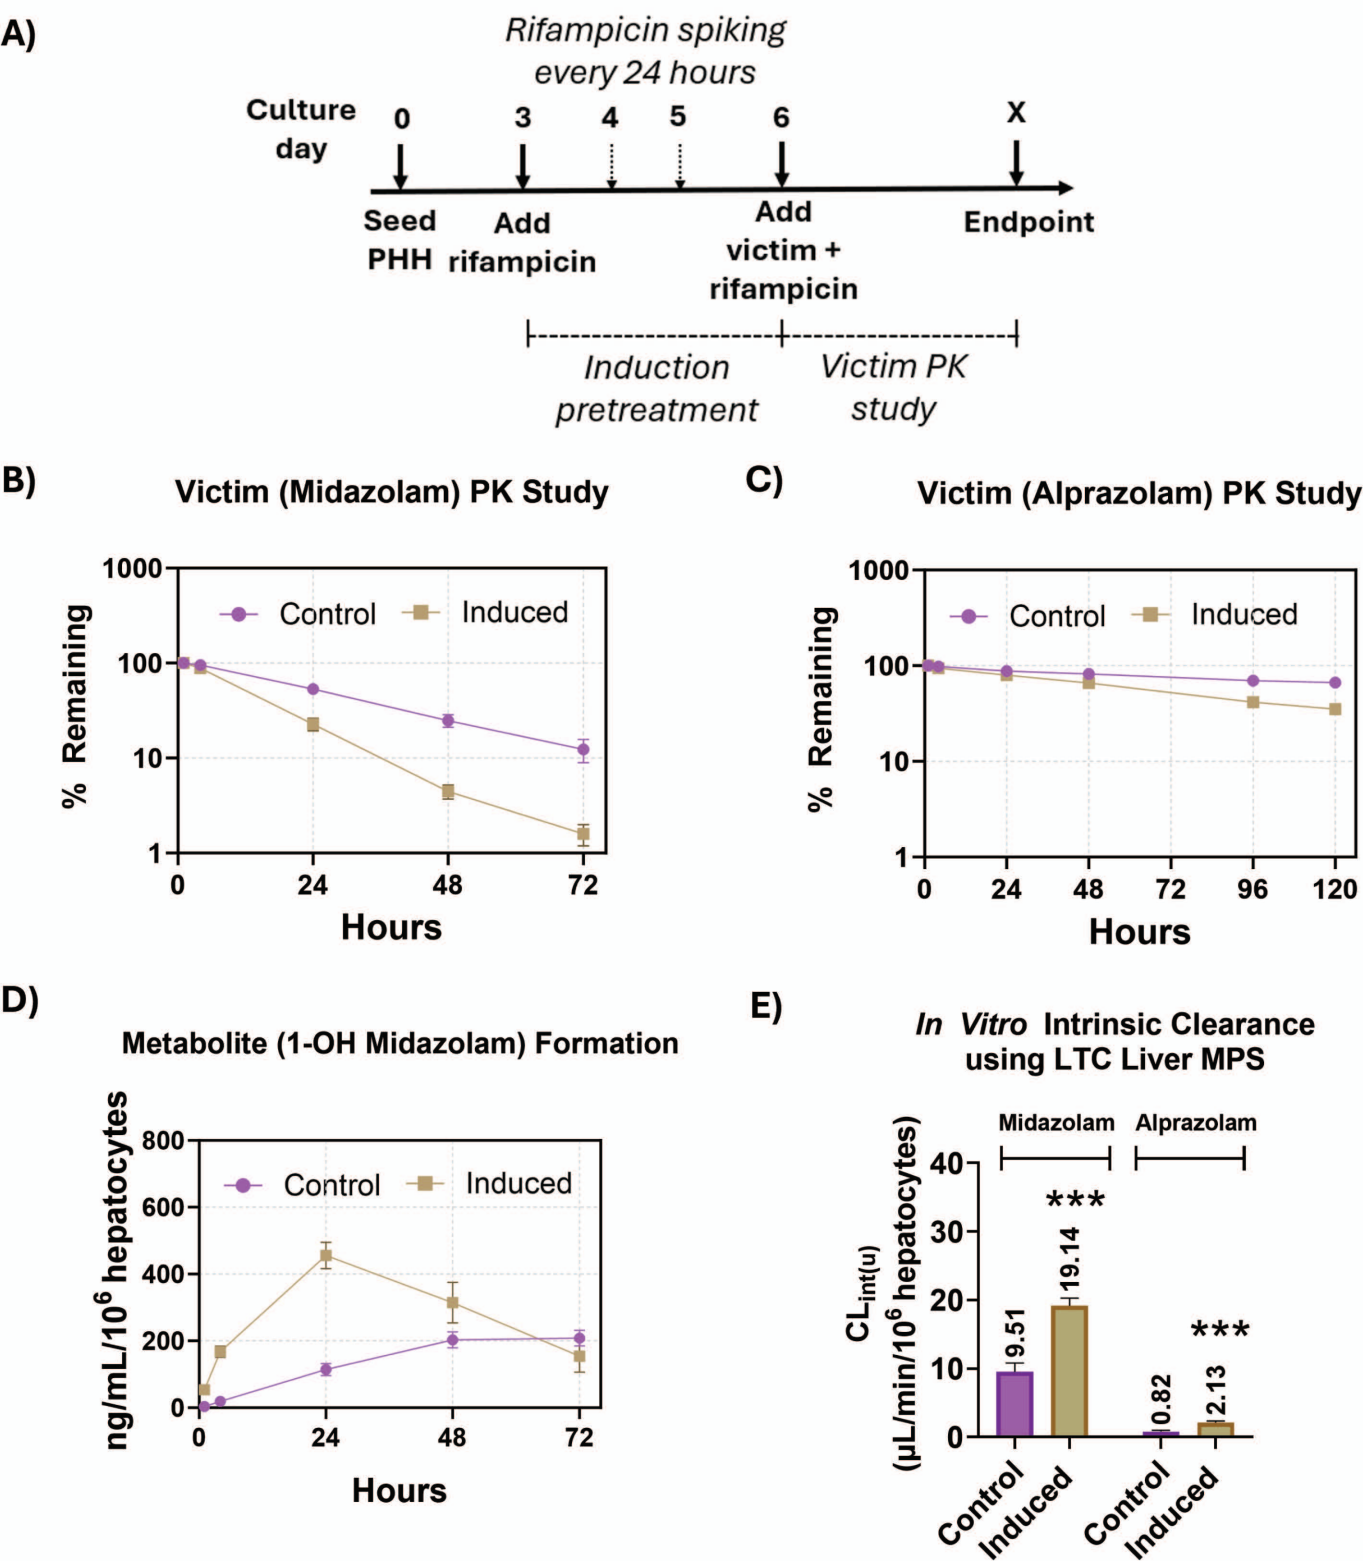 A)
Rifampicin spiking
every 24 hours
Culture
day
0 3 4 5 6 X
Seed
PHH
Add
rifampicin
Add
victim +
rifampicin
Endpoint
Induction
pretreatment
Victim PK
study
B)
Victim (Midazolam) PK Study
% Remaining
1000
100
10
1
Control
Induced
0 24 48 72
Hours
C)
Victim (Alprazolam) PK Study
% Remaining
1000
100
10
1
Control
Induced
0 24 48 72 96 120
Hours
D)
Metabolite (1-OH Midazolam) Formation
ng/mL/10⁶ hepatocytes
800
600
400
200
0
Control
Induced
0 24 48 72
Hours
E)
In Vitro Intrinsic Clearance
using LTC Liver MPS
Midazolam
Alprazolam
CLint(u)
(µL/min/10⁶ hepatocytes)
40
30
20
10
0
9.51
***
19.14
0.82
***
2.13
Control
Induced
Control
Induced